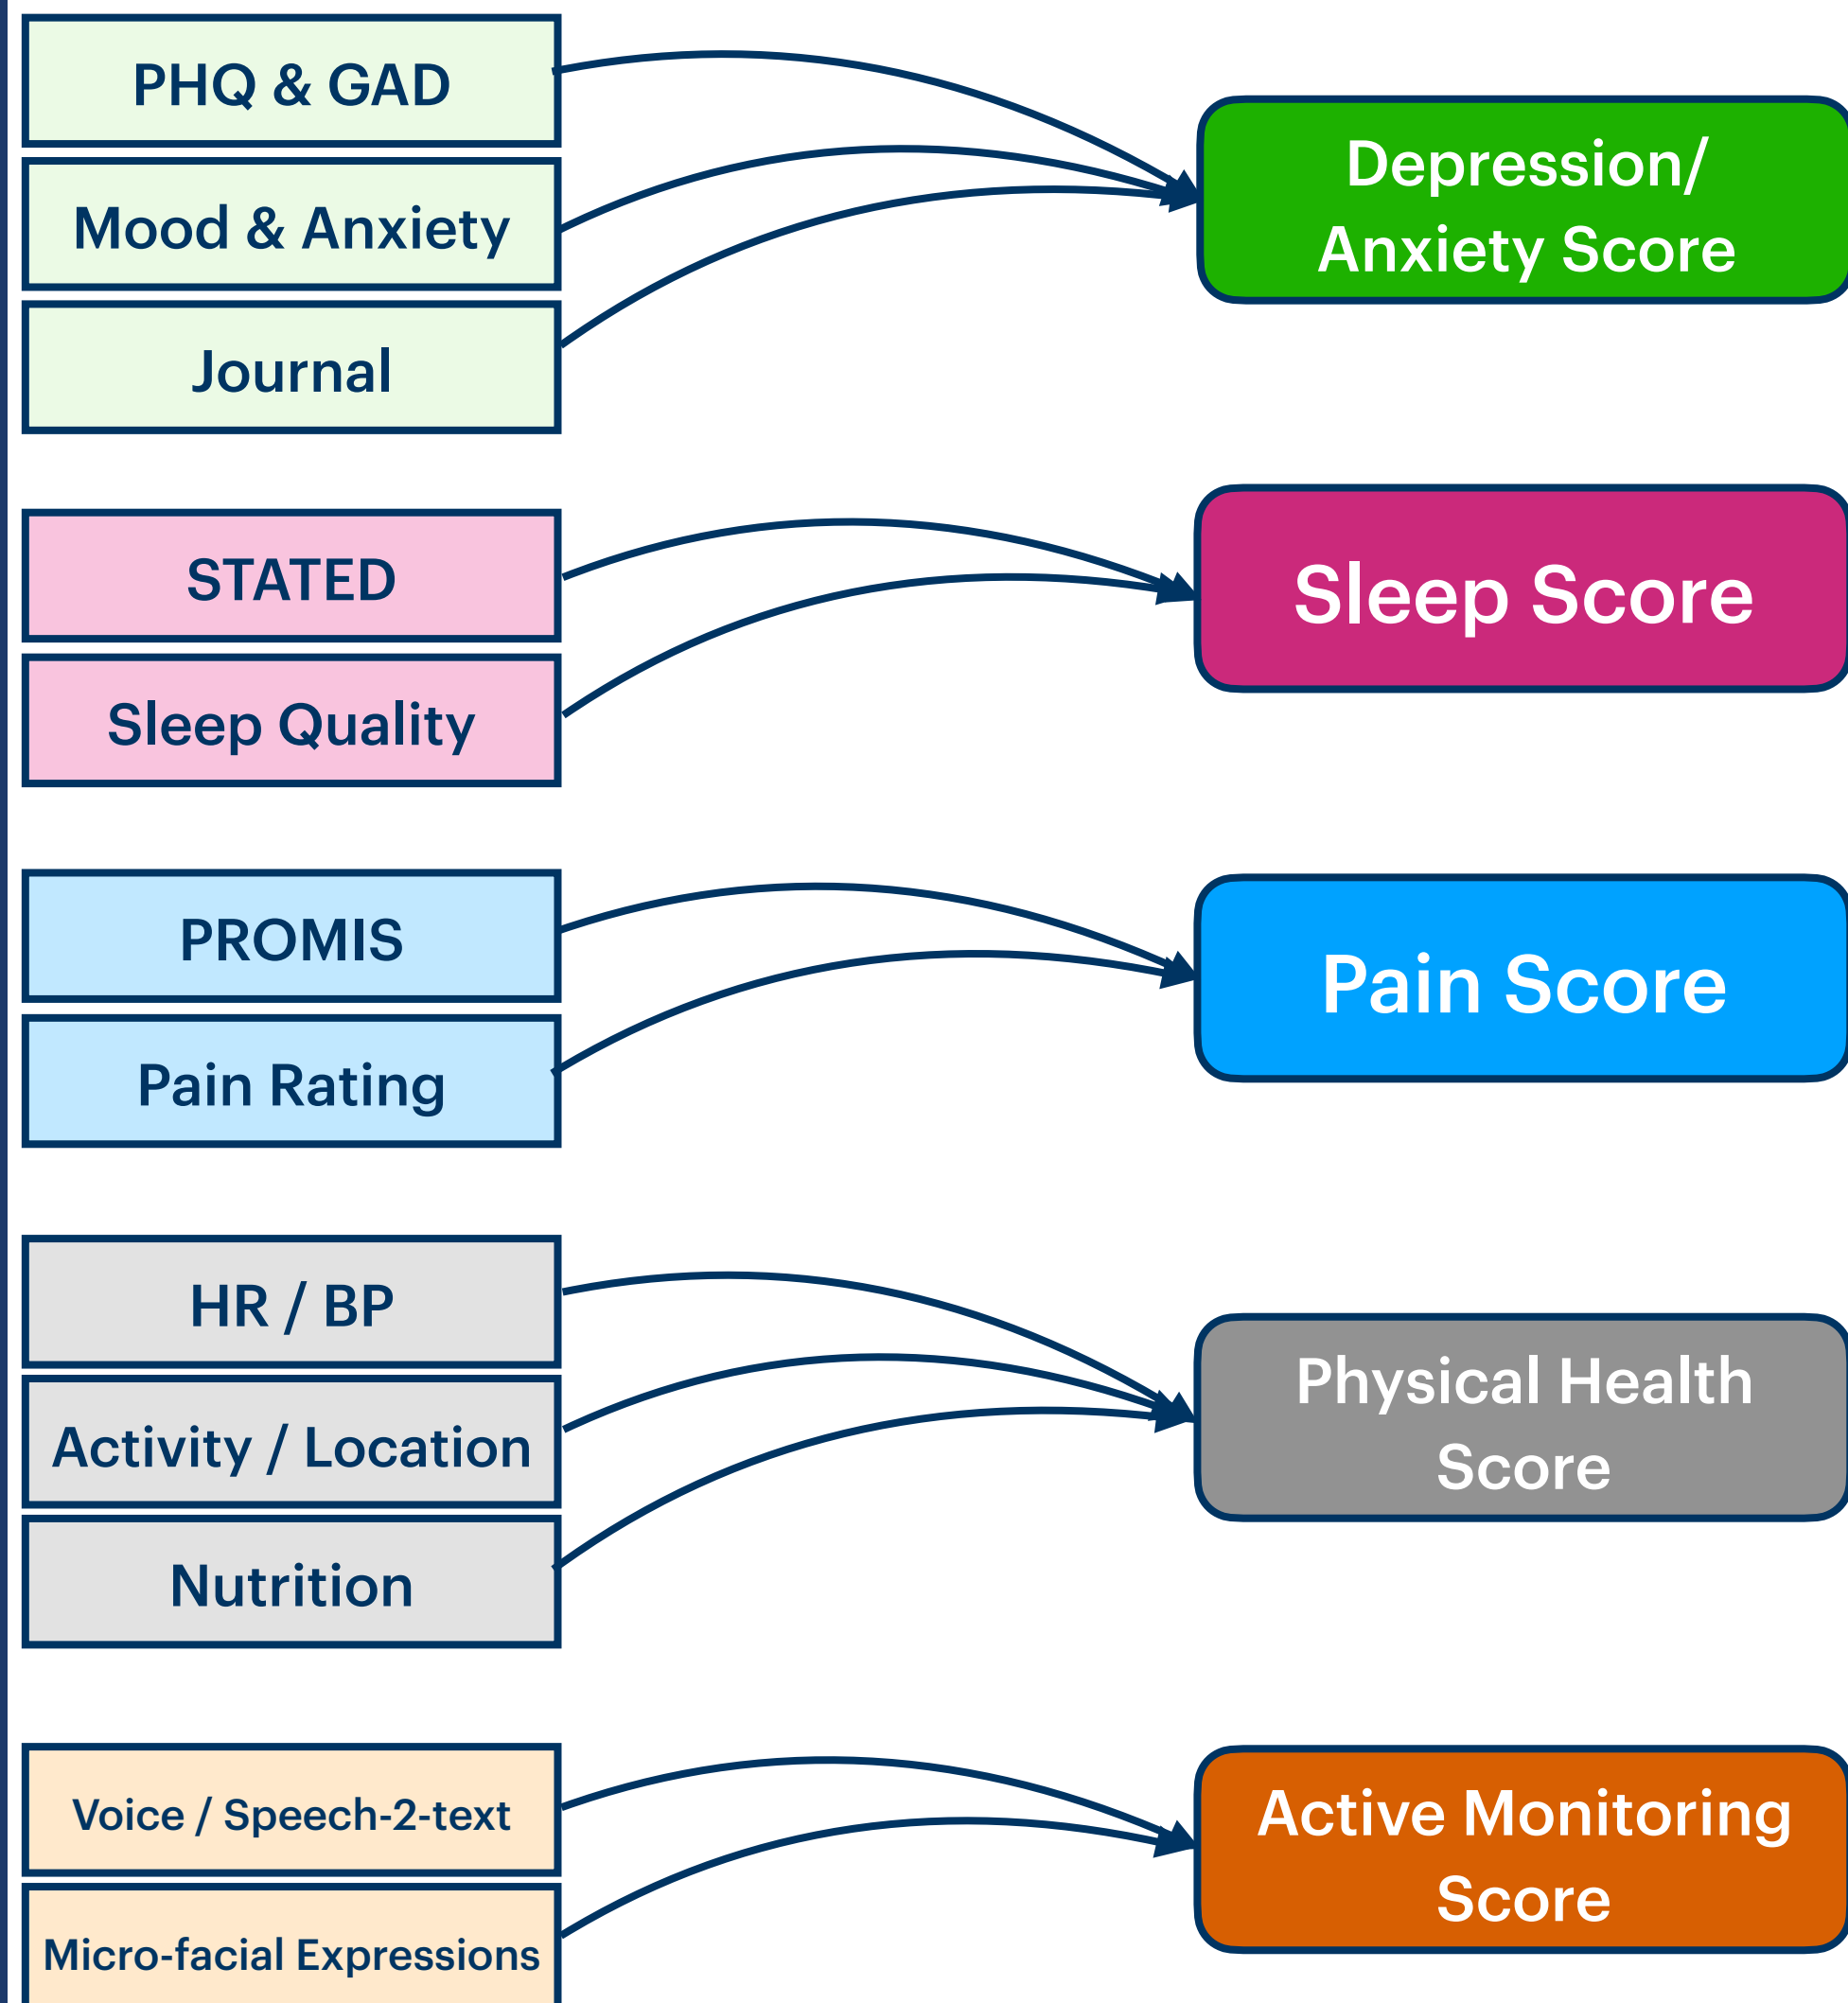 PHQ & GAD
Mood & Anxiety
Journal
Depression/
Anxiety Score
STATED
Sleep Quality
Sleep Score
PROMIS
Pain Rating
Pain Score
HR / BP
Activity / Location
Nutrition
Physical Health
Score
Voice / Speech-2-text
Micro-facial Expressions
Active Monitoring
Score